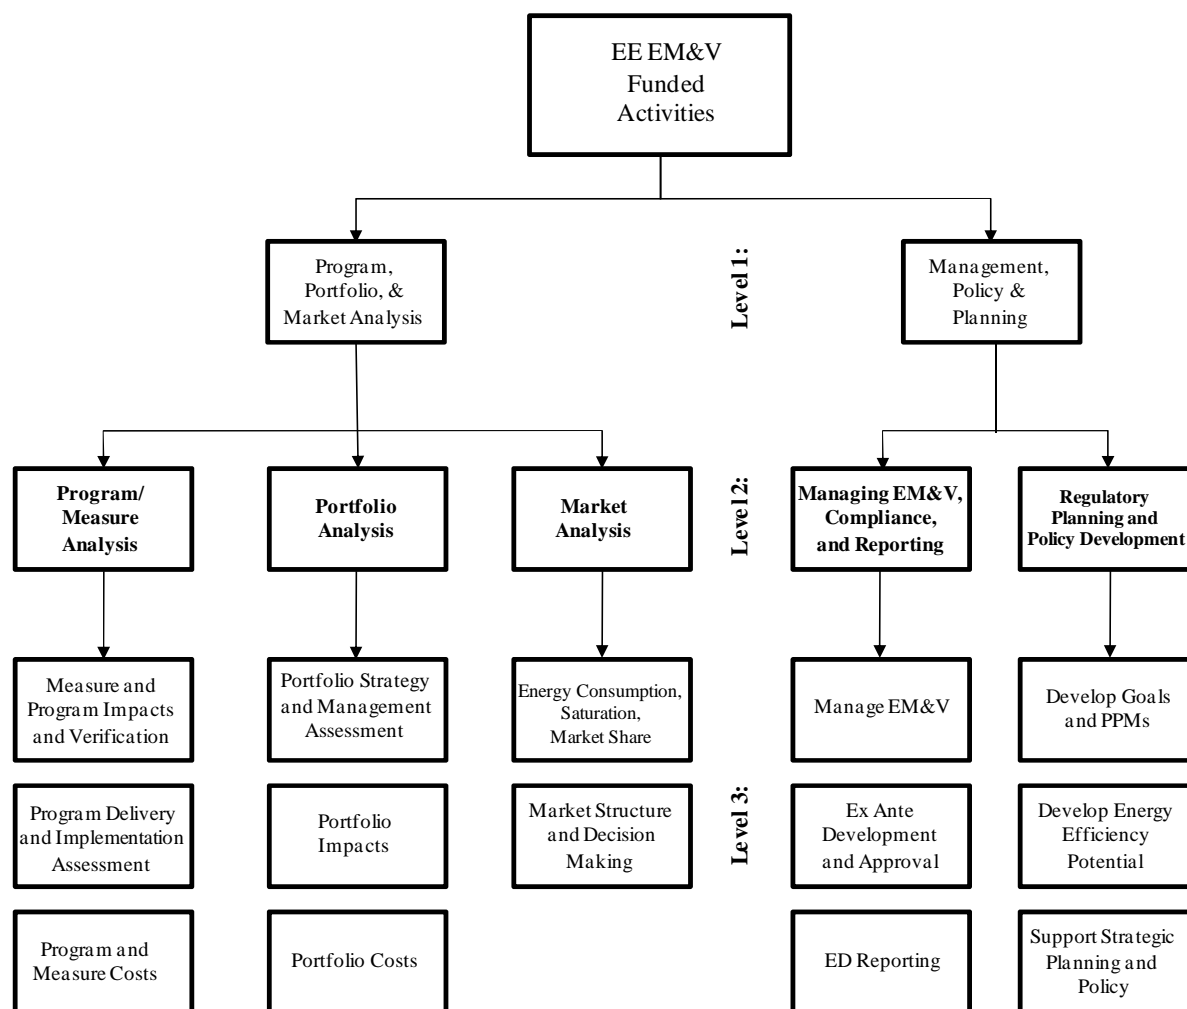 EE EM&V
Funded
Activities
Program,
Portfolio, &
Market Analysis
Level 1:
Management,
Policy &
Planning
Program/
Measure
Analysis
Portfolio
Analysis
Market
Analysis
Level 2:
Managing EM&V,
Compliance,
and Reporting
Regulatory
Planning and
Policy Development
Measure and
Program Impacts
and Verification
Portfolio Strategy
and Management
Assessment
Energy Consumption,
Saturation,
Market Share
Manage EM&V
Develop Goals
and PPMs
Program Delivery
and Implementation
Assessment
Portfolio
Impacts
Market Structure
and Decision
Making
Level 3:
Ex Ante
Development
and Approval
Develop Energy
Efficiency
Potential
Program and
Measure Costs
Portfolio Costs
ED Reporting
Support Strategic
Planning and
Policy